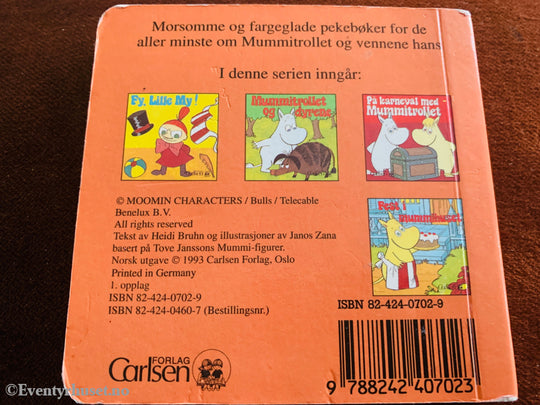 Morsomme og fargeglade pekebøker for de
aller minste om Mummitrollet og vennene hans
I denne serien inngår:
Fy, Lille My!
Mummitrollet
og dyrene
På karneval med
Mummitrollet
Fest i
mummihuset
© MOOMIN CHARACTERS / Bulls / Telecable
Benelux B.V.
All rights reserved
Tekst av Heidi Bruhn og illustrasjoner av Janos Zana
basert på Tove Janssons Mummi-figurer.
Norsk utgave © 1993 Carlsen Forlag, Oslo
Printed in Germany
1. opplag
ISBN 82-424-0702-9
ISBN 82-424-0460-7 (Bestillingsnr.)
ISBN 82-424-0702-9
FORLAG
Carlsen
9 788242 407023
©Eventyrhuset.no